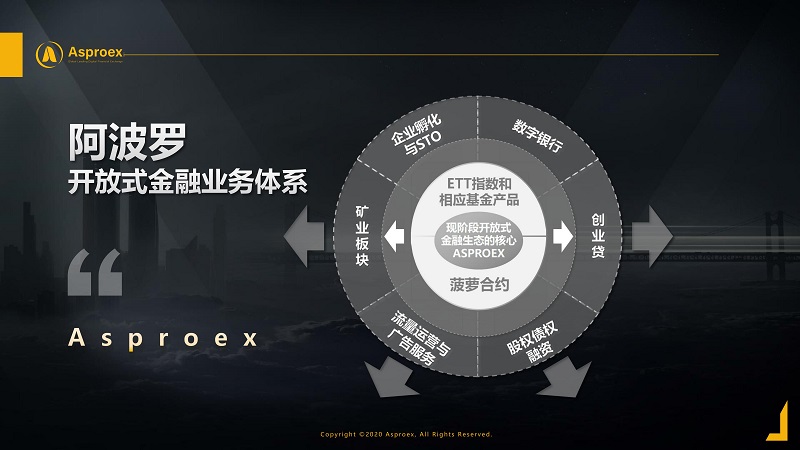 Asproex
阿波罗
开放式金融业务体系
Asproex
企业孵化
与STO
数字银行
矿业板块
创业贷
ETT指数和
相应基金产品
现阶段开放式
金融生态的核心
ASPROEX
菠萝合约
流量运营与
广告服务
股权债权
融资
Copyright ©2020 Asproex, All Rights Reserved.